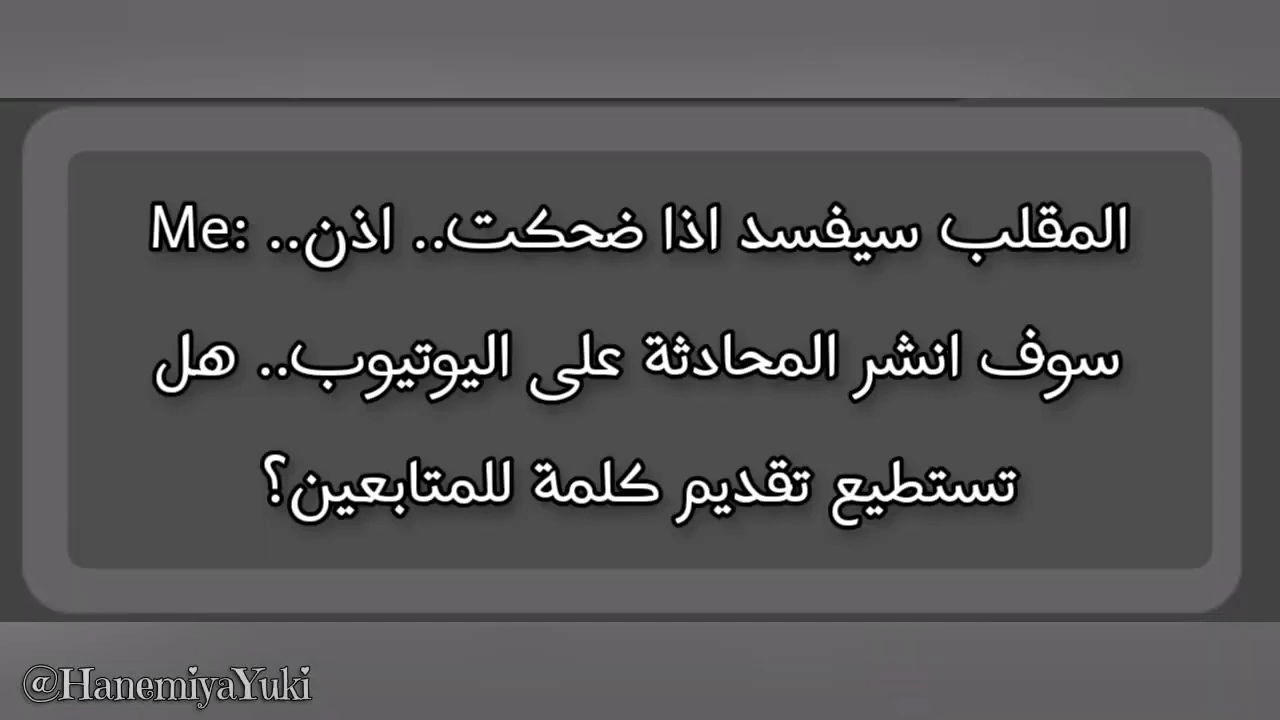 Me: المقلب سيفسد اذا ضحكت.. اذن..
سوف انشر المحادثة على اليوتيوب.. هل
تستطيع تقديم كلمة للمتابعين؟
@HanemiyaYuki